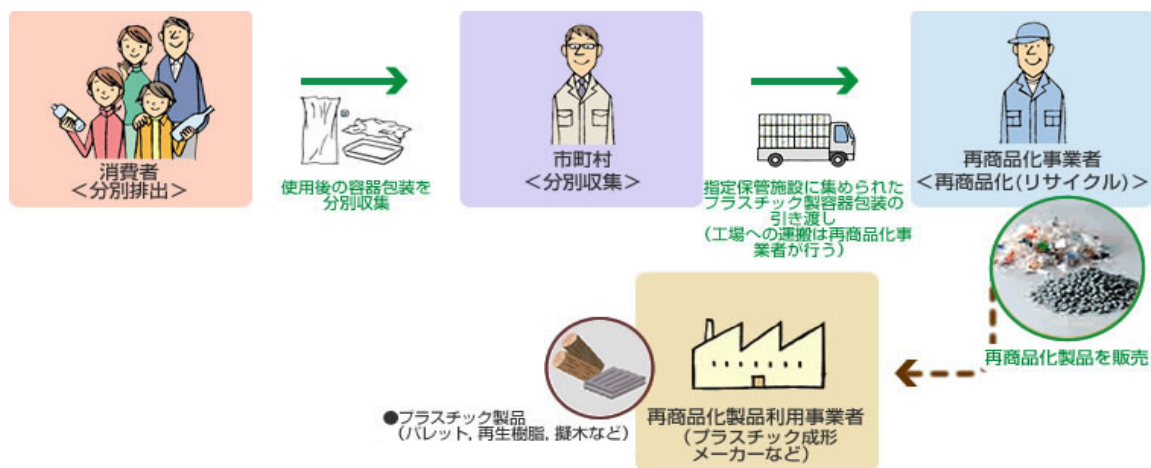 消費者
＜分別排出＞
使用後の容器包装を
分別収集
市町村
＜分別収集＞
指定保管施設に集められた
プラスチック製容器包装の
引き渡し
（工場への運搬は再商品化事
業者が行う）
再商品化事業者
＜再商品化(リサイクル)＞
再商品化製品を販売
再商品化製品利用事業者
(プラスチック成形
メーカーなど)
●プラスチック製品
（パレット, 再生樹脂, 擬木など）